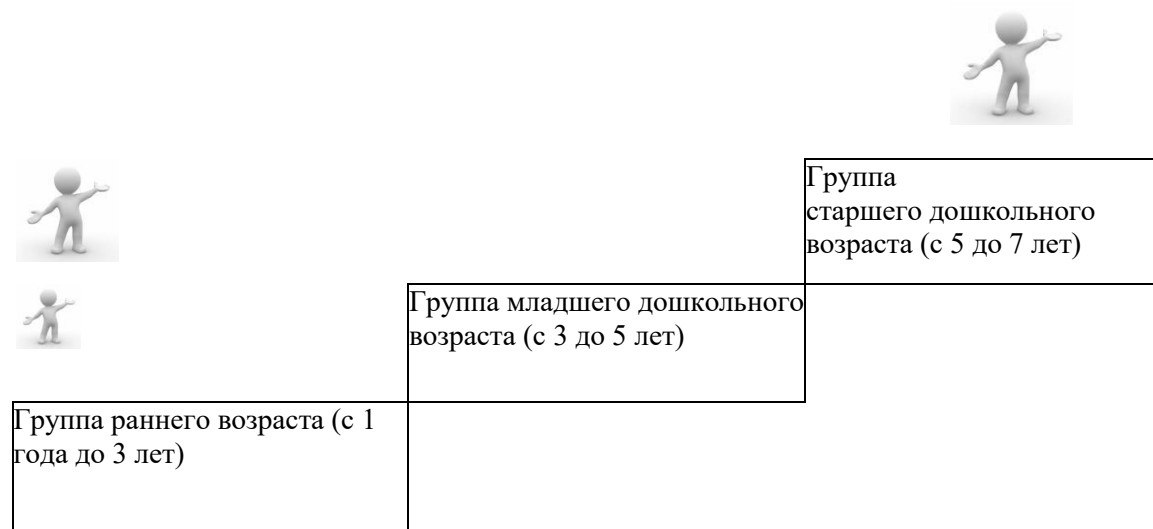 Группа
старшего дошкольного
возраста (с 5 до 7 лет)
Группа младшего дошкольного
возраста (с 3 до 5 лет)
Группа раннего возраста (с 1
года до 3 лет)